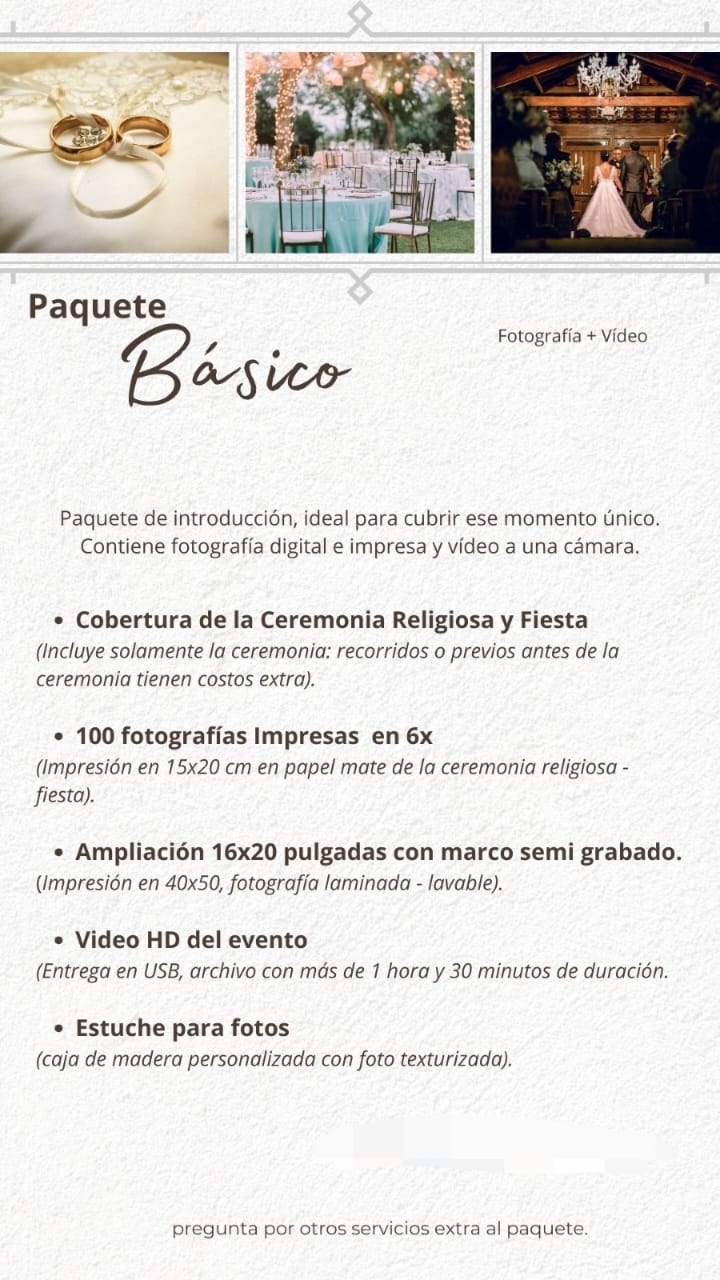 Paquete
Básico
Fotografía + Vídeo
Paquete de introducción, ideal para cubrir ese momento único.
Contiene fotografía digital e impresa y vídeo a una cámara.
• Cobertura de la Ceremonia Religiosa y Fiesta
(Incluye solamente la ceremonia: recorridos o previos antes de la
ceremonia tienen costos extra).
• 100 fotografías Impresas  en 6x
(Impresión en 15x20 cm en papel mate de la ceremonia religiosa -
fiesta).
• Ampliación 16x20 pulgadas con marco semi grabado.
(Impresión en 40x50, fotografía laminada - lavable).
• Video HD del evento
(Entrega en USB, archivo con más de 1 hora y 30 minutos de duración.
• Estuche para fotos
(caja de madera personalizada con foto texturizada).
pregunta por otros servicios extra al paquete.